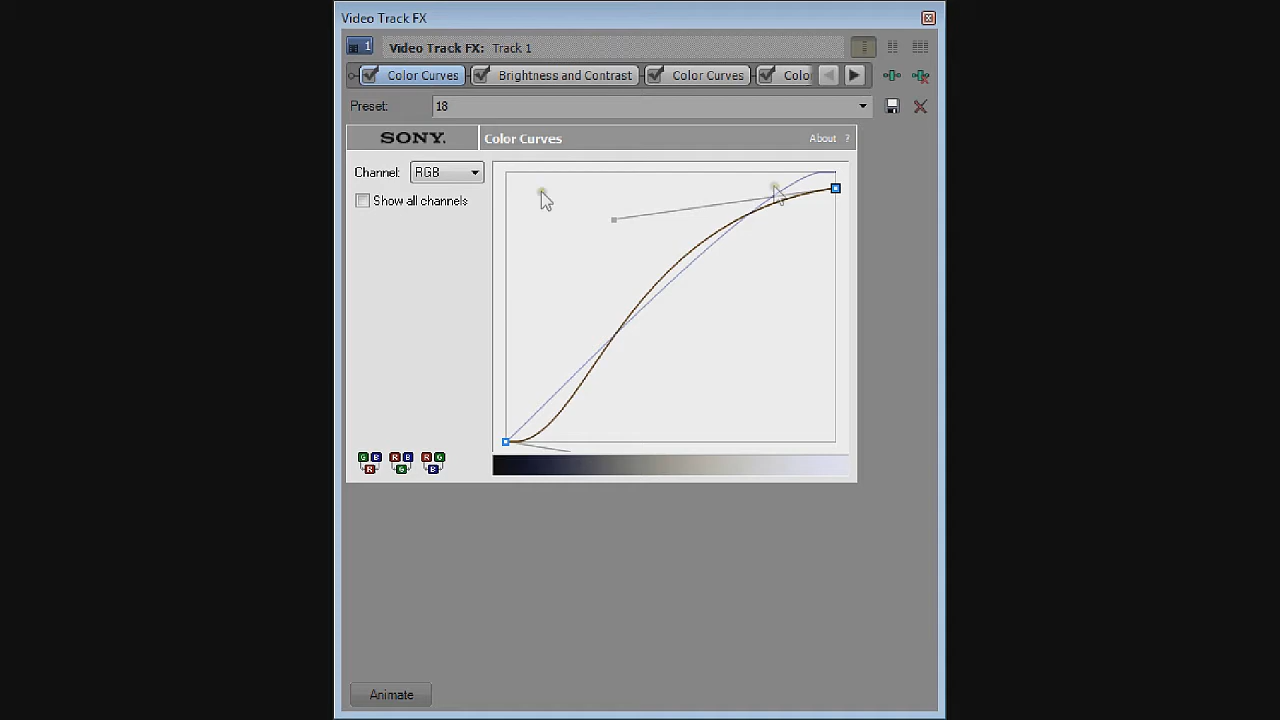 Video Track FX
1 Video Track FX: Track 1
Color Curves Brightness and Contrast Color Curves Colo
Preset: 18
SONY. Color Curves About ?
Channel: RGB
Show all channels
G B R B R G
R G B
Animate